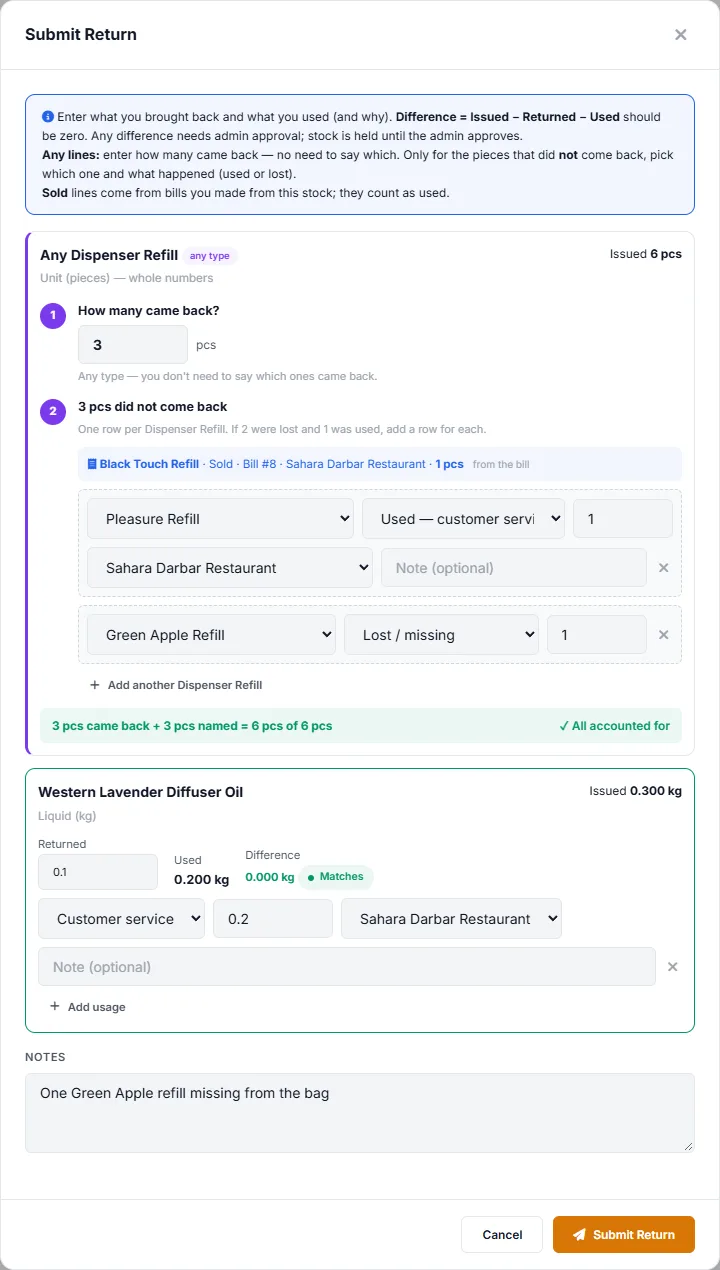 Submit Return
Enter what you brought back and what you used (and why). Difference = Issued − Returned − Used should
be zero. Any difference needs admin approval; stock is held until the admin approves.
Any lines: enter how many came back — no need to say which. Only for the pieces that did not come back, pick
which one and what happened (used or lost).
Sold lines come from bills you made from this stock; they count as used.
Any Dispenser Refill any type Issued 6 pcs
Unit (pieces) — whole numbers
1 How many came back?
3 pcs
Any type — you don't need to say which ones came back.
2 3 pcs did not come back
One row per Dispenser Refill. If 2 were lost and 1 was used, add a row for each.
Black Touch Refill · Sold · Bill #8 · Sahara Darbar Restaurant · 1 pcs from the bill
Pleasure Refill Used — customer servi 1
Sahara Darbar Restaurant Note (optional)
Green Apple Refill Lost / missing 1
+ Add another Dispenser Refill
3 pcs came back + 3 pcs named = 6 pcs of 6 pcs ✓ All accounted for
Western Lavender Diffuser Oil Issued 0.300 kg
Liquid (kg)
Returned Used Difference
0.1 0.200 kg 0.000 kg Matches
Customer service 0.2 Sahara Darbar Restaurant
Note (optional)
+ Add usage
NOTES
One Green Apple refill missing from the bag
Cancel Submit Return